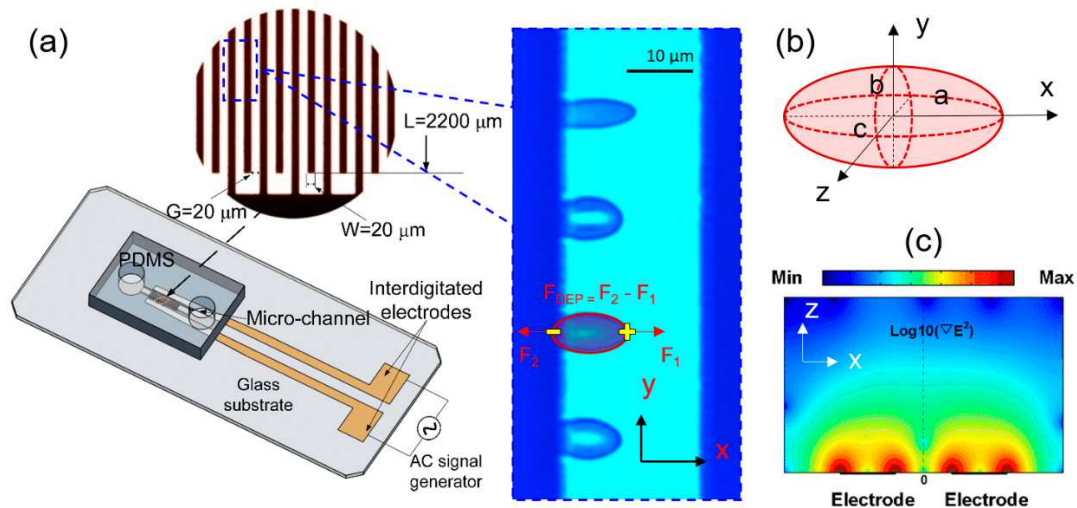 (a)
L=2200 μm
G=20 μm
W=20 μm
PDMS
Interdigitated
electrodes
Micro-channel
Glass
substrate
AC signal
generator
10 μm
F_DEP = F_2 - F_1
F_2
F_1
y
x
(b)
y
b
a
x
c
z
(c)
Min
Max
Z
Log10(▽E^2)
X
0
Electrode
Electrode